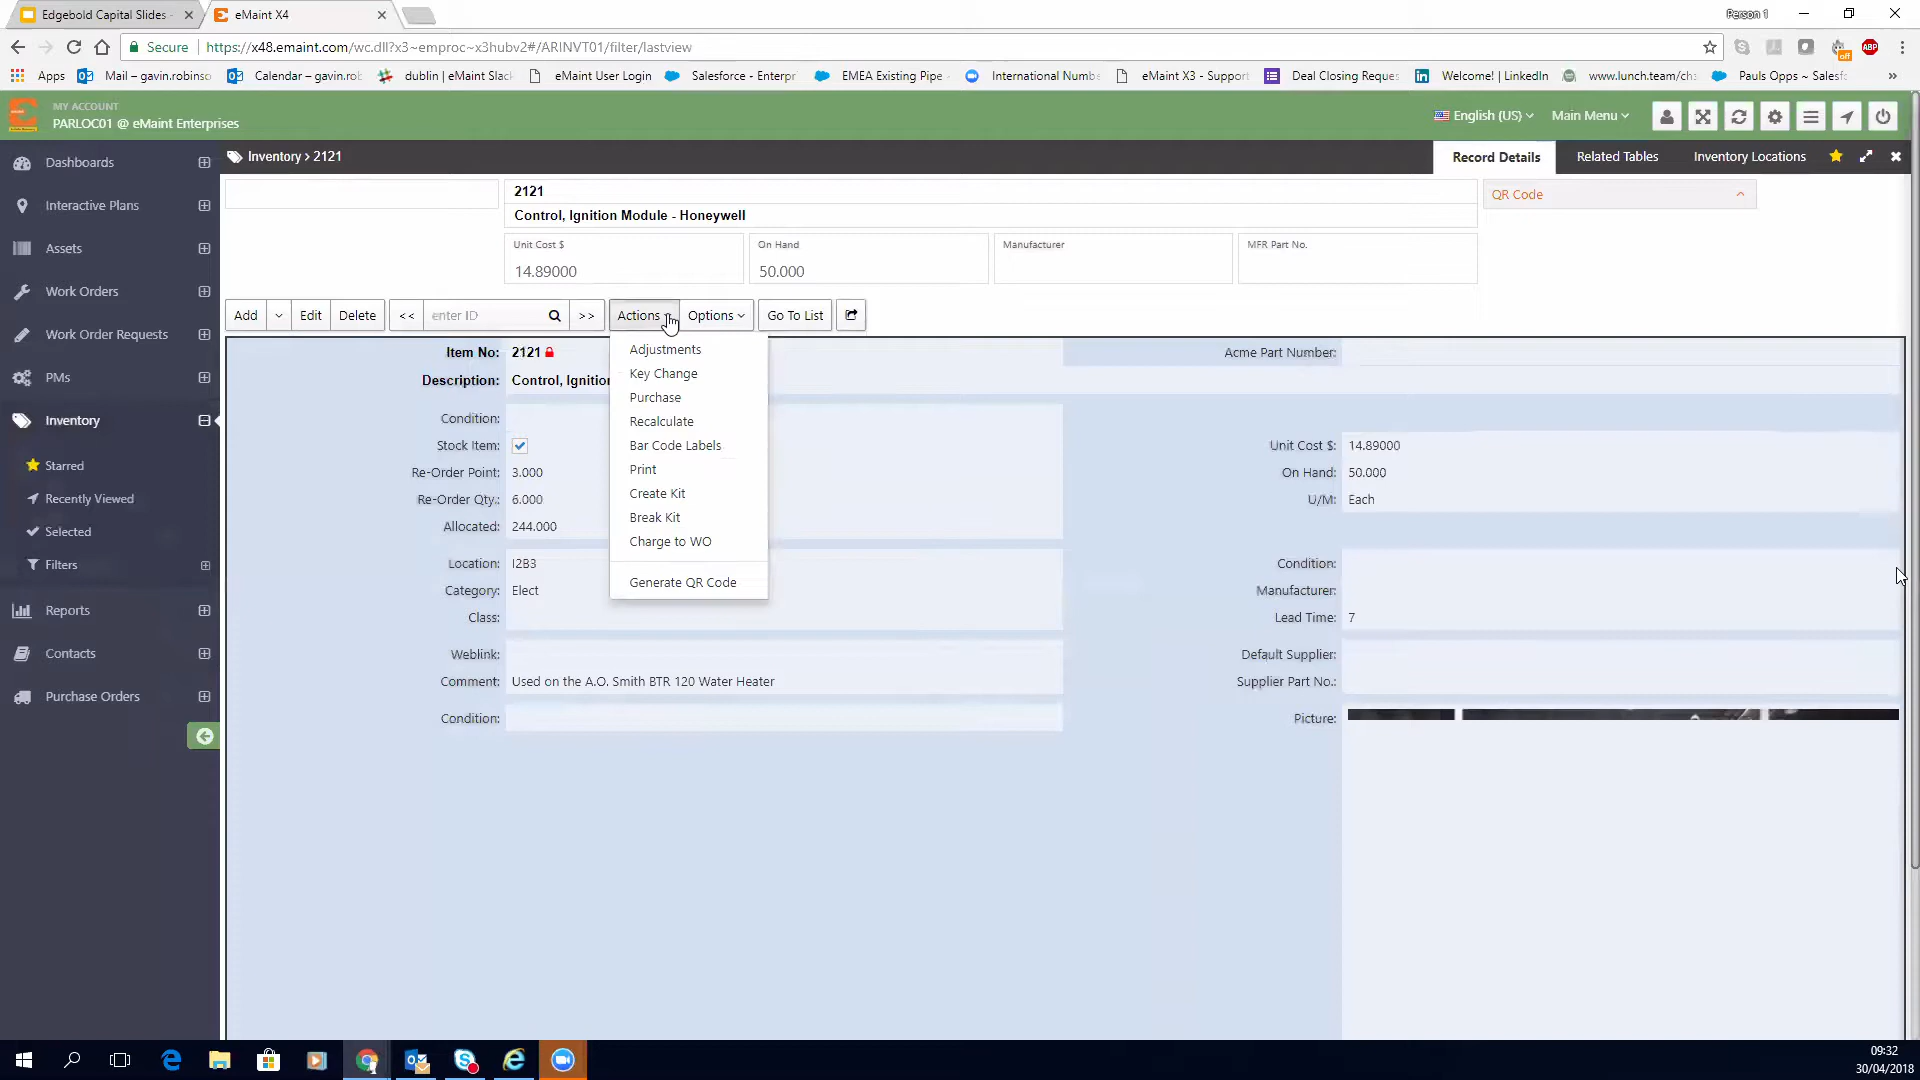 Edgebold Capital Slides -
eMaint X4
Person 1
Secure
https://x48.emaint.com/wc.dll?x3~emproc~x3hubv2#/ARINVT01/filter/lastview
ABP
off
Apps
Mail – gavin.robinso
Calendar – gavin.rob
dublin | eMaint Slack
eMaint User Login
Salesforce - Enterpr
EMEA Existing Pipe -
International Numb
eMaint X3 - Support
Deal Closing Reque
Welcome! | LinkedIn
www.lunch.team/ch
Pauls Opps ~ Salesf
MY ACCOUNT
PARLOC01 @ eMaint Enterprises
English (US)
Main Menu
Dashboards
Interactive Plans
Assets
Work Orders
Work Order Requests
PMs
Inventory
Starred
Recently Viewed
Selected
Filters
Reports
Contacts
Purchase Orders
Inventory > 2121
Record Details
Related Tables
Inventory Locations
2121
Control, Ignition Module - Honeywell
QR Code
Unit Cost $
14.89000
On Hand
50.000
Manufacturer
MFR Part No.
Add
Edit
Delete
<<
enter ID
>>
Actions
Options
Go To List
Adjustments
Key Change
Purchase
Recalculate
Bar Code Labels
Print
Create Kit
Break Kit
Charge to WO
Generate QR Code
Item No: 2121
Description: Control, Ignition
Condition:
Stock Item:
Re-Order Point: 3.000
Re-Order Qty.: 6.000
Allocated: 244.000
Location: I2B3
Category: Elect
Class:
Weblink:
Comment: Used on the A.O. Smith BTR 120 Water Heater
Condition:
Acme Part Number:
Unit Cost $: 14.89000
On Hand: 50.000
U/M: Each
Condition:
Manufacturer:
Lead Time: 7
Default Supplier:
Supplier Part No.:
Picture:
09:32
30/04/2018